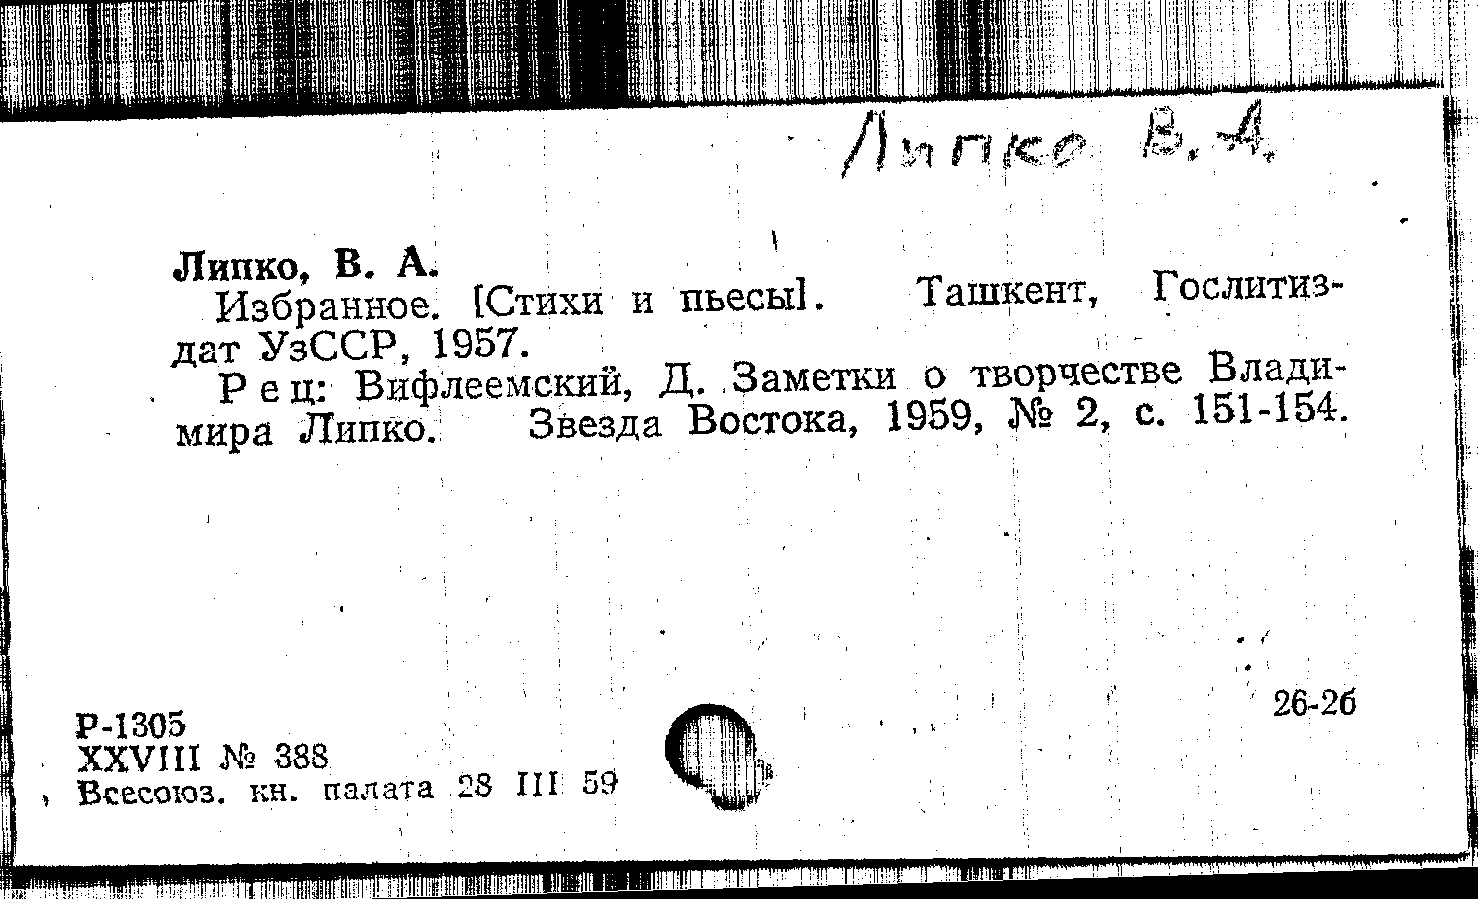 Липко В. А.
Липко, В. А.
Избранное. [Стихи и пьесы]. Ташкент, Гослитиз-
дат УзССР, 1957.
Рец: Вифлеемский, Д. Заметки о творчестве Влади-
мира Липко. Звезда Востока, 1959, № 2, с. 151-154.
26-2б
Р-1305
XXVIII № 388
Всесоюз. кн. палата 28 III 59